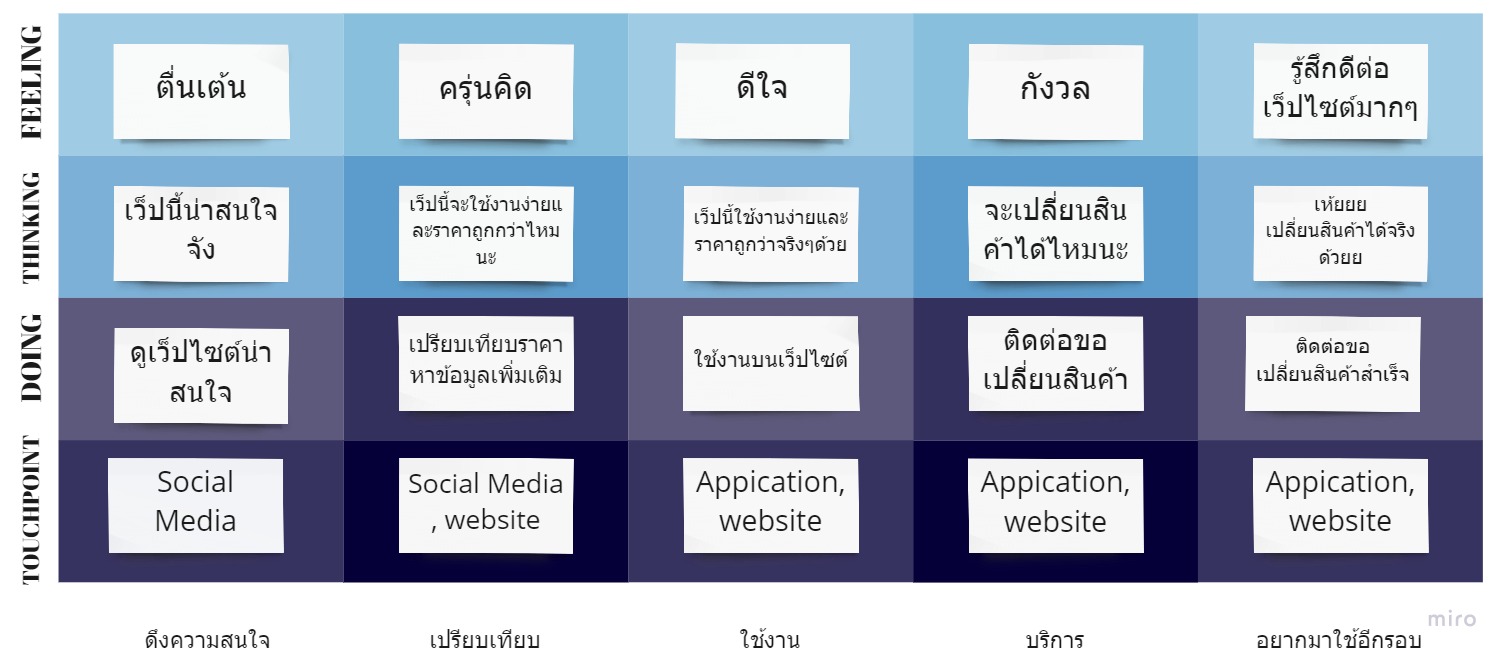 FEELING
ตื่นเต้น
ครุ่นคิด
ดีใจ
กังวล
รู้สึกดีต่อ
เว็ปไซต์มากๆ
THINKING
เว็ปนี้น่าสนใจ
จัง
เว็ปนี้จะใช้งานง่ายแ
ละราคาถูกกว่าไหม
นะ
เว็ปนี้ใช้งานง่ายและ
ราคาถูกว่าจริงๆด้วย
จะเปลี่ยนสิน
ค้าได้ไหมนะ
เห้ยยย
เปลี่ยนสินค้าได้จริง
ด้วยย
DOING
ดูเว็ปไซต์น่า
สนใจ
เปรียบเทียบราคา
หาข้อมูลเพิ่มเติม
ใช้งานบนเว็ปไซต์
ติดต่อขอ
เปลี่ยนสินค้า
ติดต่อขอ
เปลี่ยนสินค้าสำเร็จ
TOUCHPOINT
Social
Media
Social Media
, website
Appication,
website
Appication,
website
Appication,
website
miro
ดึงความสนใจ
เปรียบเทียบ
ใช้งาน
บริการ
อยากมาใช้อีกรอบ